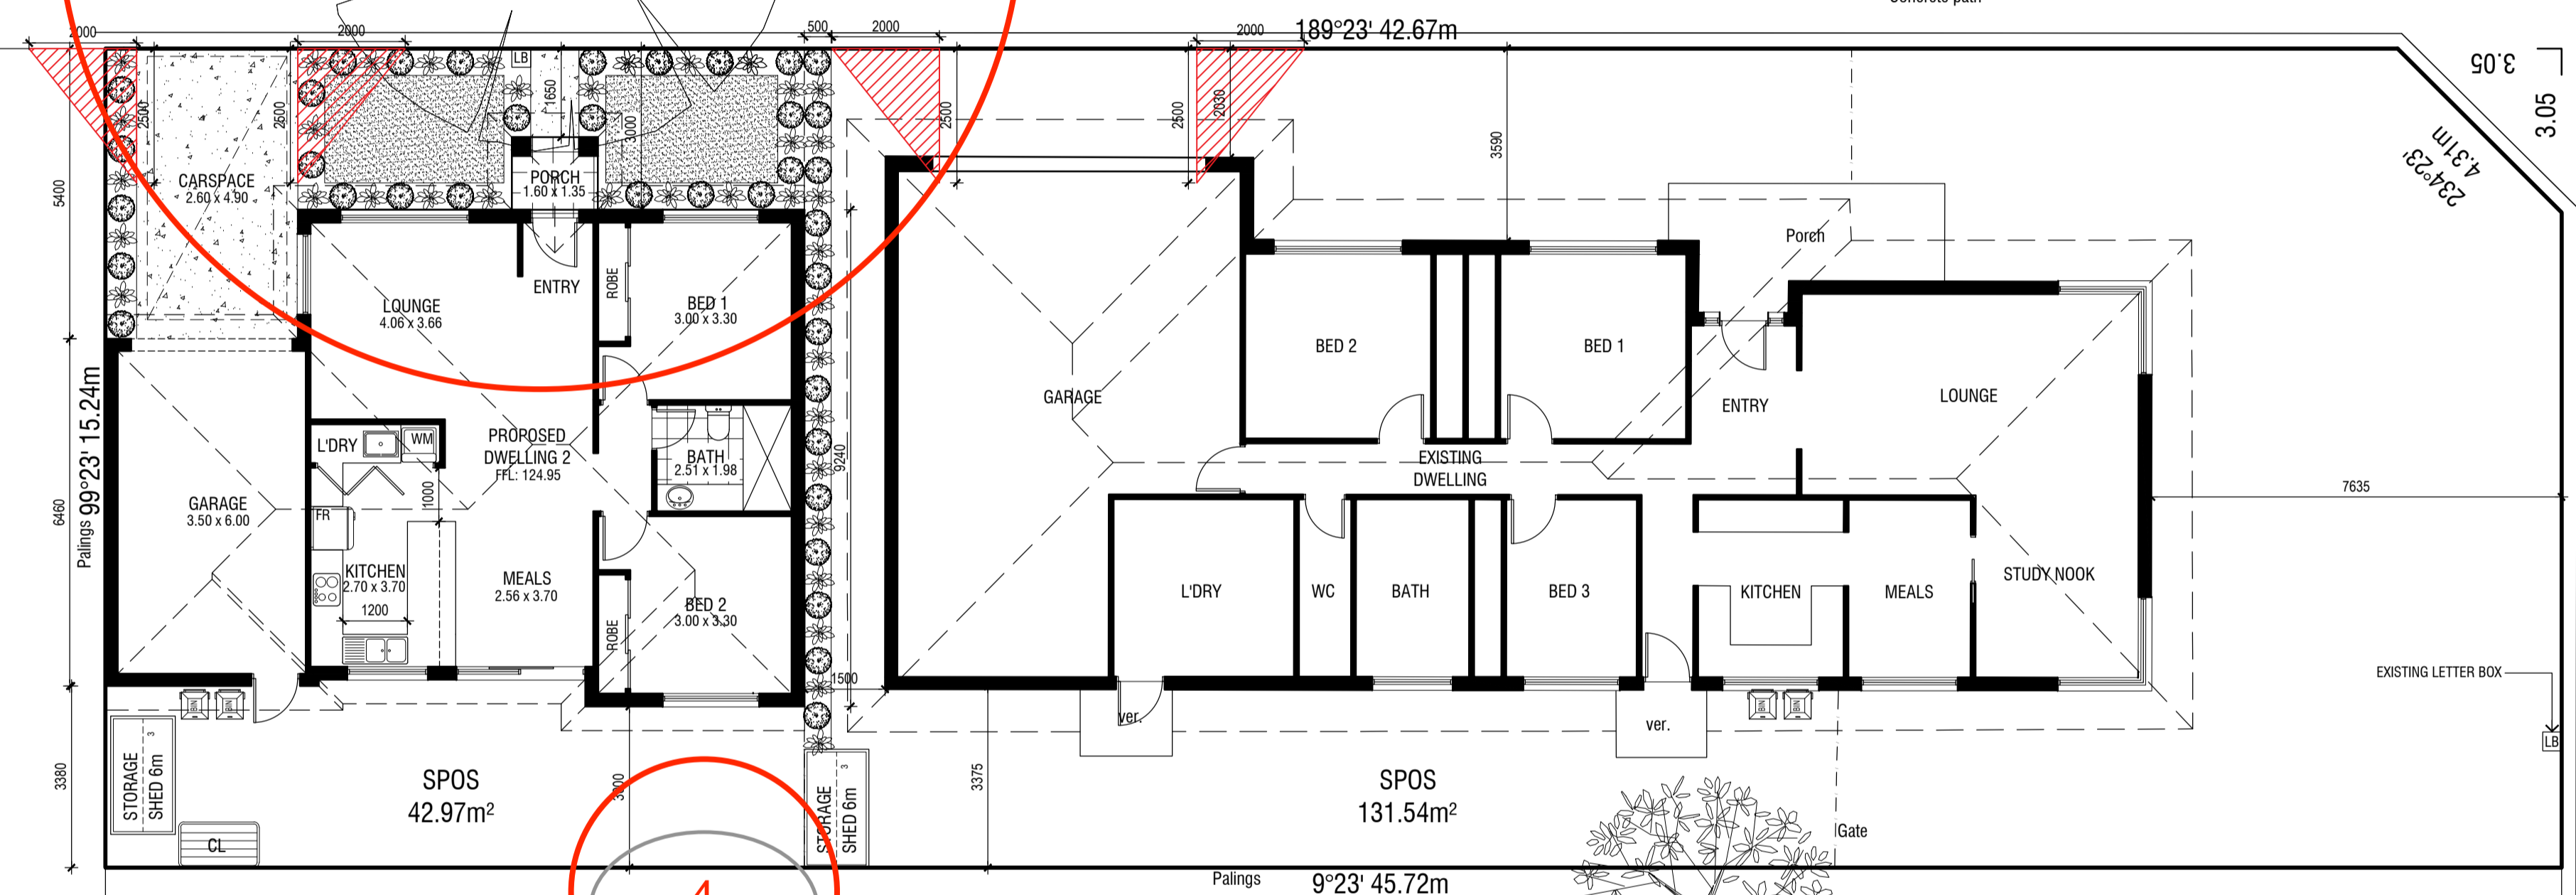 Concrete path
189°23' 42.67m
2000
2000
500
2000
2000
3.05
3.05
234°23'
4.31m
LB
1650
3000
2500
2500
2500
2500
2030
3590
5400
CARSPACE
2.60 x 4.90
PORCH
1.60 x 1.35
Porch
LOUNGE
4.06 x 3.66
ENTRY
ROBE
BED 1
3.00 x 3.30
GARAGE
BED 2
BED 1
ENTRY
LOUNGE
99°23' 15.24m
Palings
6460
L'DRY
WM
PROPOSED
DWELLING 2
FFL: 124.95
BATH
2.51 x 1.98
9240
EXISTING
DWELLING
7635
GARAGE
3.50 x 6.00
FR
1000
KITCHEN
2.70 x 3.70
1200
MEALS
2.56 x 3.70
ROBE
BED 2
3.00 x 3.30
L'DRY
WC
BATH
BED 3
KITCHEN
MEALS
STUDY NOOK
1500
EXISTING LETTER BOX
LB
BIN
BIN
ver.
ver.
BIN
BIN
3380
STORAGE
SHED 6m
3
CL
SPOS
42.97m²
STORAGE
SHED 6m
3
3375
SPOS
131.54m²
Gate
4
Palings
9°23' 45.72m